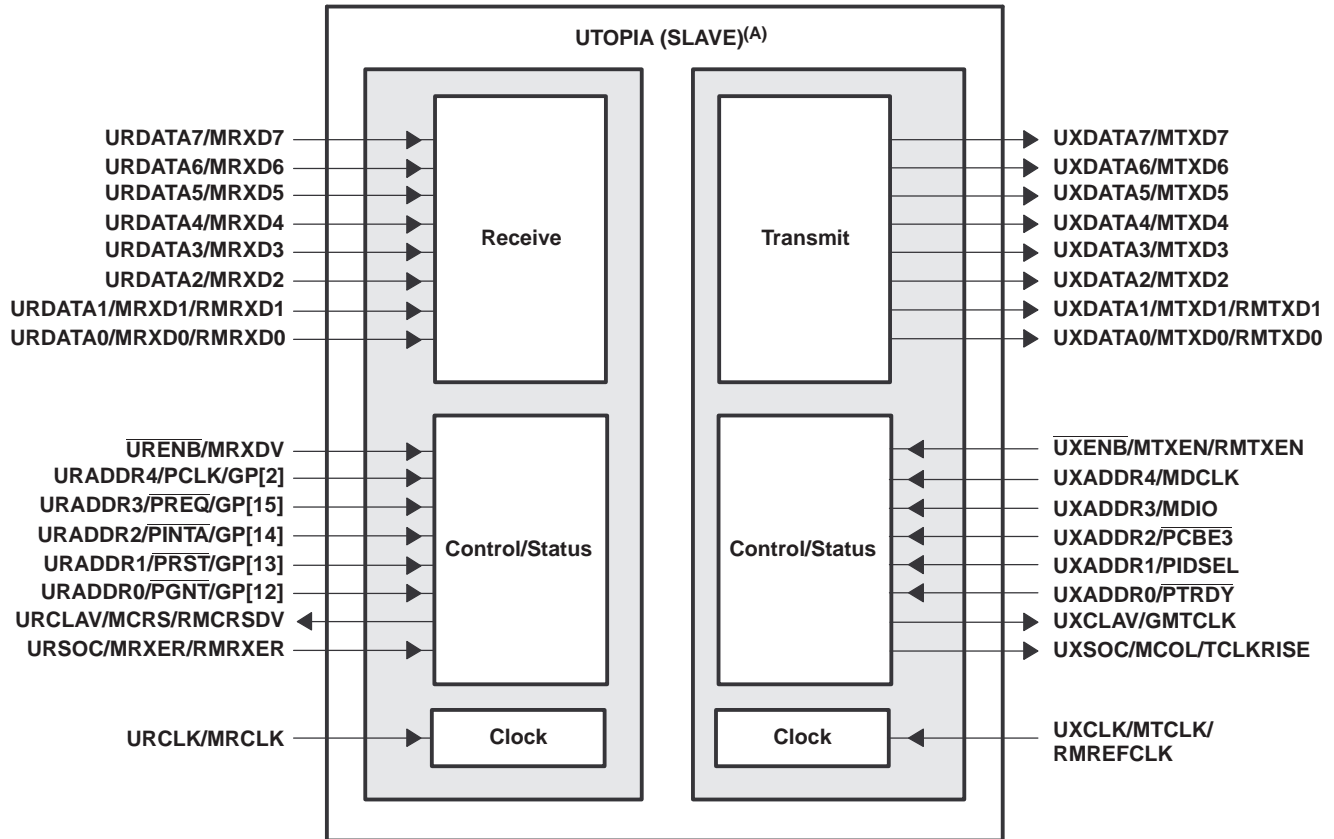 UTOPIA (SLAVE)(A)
URDATA7/MRXD7
URDATA6/MRXD6
URDATA5/MRXD5
URDATA4/MRXD4
URDATA3/MRXD3
URDATA2/MRXD2
URDATA1/MRXD1/RMRXD1
URDATA0/MRXD0/RMRXD0
Receive
Transmit
UXDATA7/MTXD7
UXDATA6/MTXD6
UXDATA5/MTXD5
UXDATA4/MTXD4
UXDATA3/MTXD3
UXDATA2/MTXD2
UXDATA1/MTXD1/RMTXD1
UXDATA0/MTXD0/RMTXD0
URENB/MRXDV
URADDR4/PCLK/GP[2]
URADDR3/PREQ/GP[15]
URADDR2/PINTA/GP[14]
URADDR1/PRST/GP[13]
URADDR0/PGNT/GP[12]
URCLAV/MCRS/RMCRSDV
URSOC/MRXER/RMRXER
Control/Status
Control/Status
UXENB/MTXEN/RMTXEN
UXADDR4/MDCLK
UXADDR3/MDIO
UXADDR2/PCBE3
UXADDR1/PIDSEL
UXADDR0/PTRDY
UXCLAV/GMTCLK
UXSOC/MCOL/TCLKRISE
URCLK/MRCLK
Clock
Clock
UXCLK/MTCLK/
RMREFCLK